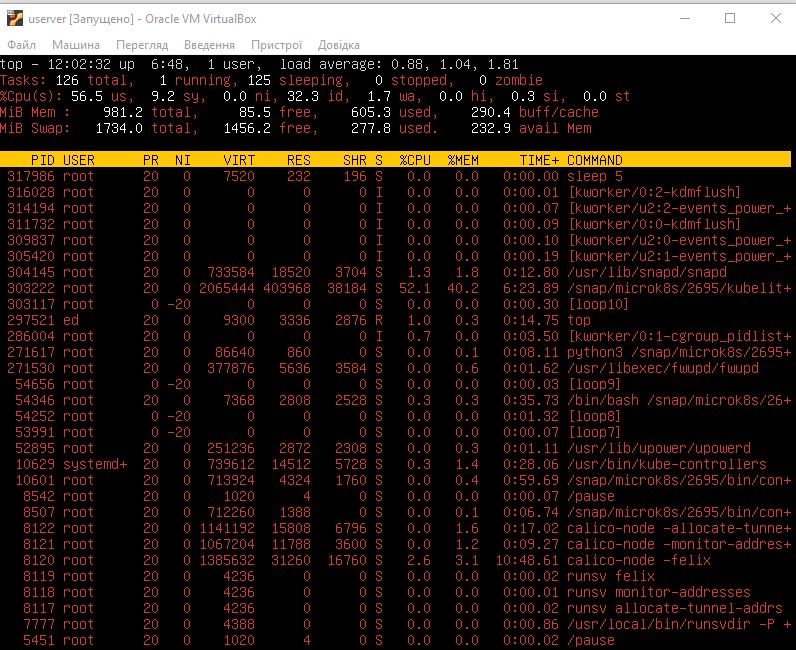 userver [Запущено] - Oracle VM VirtualBox
Файл Машина Перегляд Введення Пристрої Довідка
top - 12:02:32 up  6:48,  1 user,  load average: 0.88, 1.04, 1.81
Tasks: 126 total,   1 running, 125 sleeping,   0 stopped,   0 zombie
%Cpu(s): 56.5 us,  9.2 sy,  0.0 ni, 32.3 id,  1.7 wa,  0.0 hi,  0.3 si,  0.0 st
MiB Mem :    981.2 total,     85.5 free,    605.3 used,    290.4 buff/cache
MiB Swap:   1734.0 total,   1456.2 free,    277.8 used.    232.9 avail Mem
PID USER PR NI VIRT RES SHR S %CPU %MEM TIME+ COMMAND
317986 root 20 0 7520 232 196 S 0.0 0.0 0:00.00 sleep 5
316028 root 20 0 0 0 0 I 0.0 0.0 0:00.01 [kworker/0:2-kdmflush]
314194 root 20 0 0 0 0 I 0.0 0.0 0:00.07 [kworker/u2:2-events_power_+
311732 root 20 0 0 0 0 I 0.0 0.0 0:00.09 [kworker/0:0-kdmflush]
309837 root 20 0 0 0 0 I 0.0 0.0 0:00.10 [kworker/u2:0-events_power_+
305420 root 20 0 0 0 0 I 0.0 0.0 0:00.19 [kworker/u2:1-events_power_+
304145 root 20 0 733584 18520 3704 S 1.3 1.8 0:12.80 /usr/lib/snapd/snapd
303222 root 20 0 2065444 403968 38184 S 52.1 40.2 6:23.89 /snap/microk8s/2695/kubelit+
303117 root 0 -20 0 0 0 S 0.0 0.0 0:00.30 [loop10]
297521 ed 20 0 9300 3336 2876 R 1.0 0.3 0:14.75 top
286004 root 20 0 0 0 0 I 0.7 0.0 0:03.50 [kworker/0:1-cgroup_pidlist+
271617 root 20 0 86640 860 0 S 0.0 0.1 0:08.11 python3 /snap/microk8s/2695+
271530 root 20 0 377876 5636 3584 S 0.0 0.6 0:01.62 /usr/libexec/fwupd/fwupd
54656 root 0 -20 0 0 0 S 0.0 0.0 0:00.03 [loop9]
54346 root 20 0 7368 2808 2528 S 0.3 0.3 0:35.73 /bin/bash /snap/microk8s/26+
54252 root 0 -20 0 0 0 S 0.0 0.0 0:01.32 [loop8]
53991 root 0 -20 0 0 0 S 0.0 0.0 0:00.07 [loop7]
52895 root 20 0 251236 2872 2308 S 0.0 0.3 0:01.11 /usr/lib/upower/upowerd
10629 systemd+ 20 0 739612 14512 5728 S 0.3 1.4 0:28.06 /usr/bin/kube-controllers
10601 root 20 0 713924 4324 1760 S 0.0 0.4 0:59.69 /snap/microk8s/2695/bin/con+
8542 root 20 0 1020 4 0 S 0.0 0.0 0:00.07 /pause
8507 root 20 0 712260 1388 0 S 0.0 0.1 0:06.74 /snap/microk8s/2695/bin/con+
8122 root 20 0 1141192 15808 6796 S 0.0 1.6 0:17.02 calico-node -allocate-tunne+
8121 root 20 0 1067204 11788 3600 S 0.0 1.2 0:09.27 calico-node -monitor-addres+
8120 root 20 0 1385632 31260 16760 S 2.6 3.1 10:48.61 calico-node -felix
8119 root 20 0 4236 0 0 S 0.0 0.0 0:00.02 runsv felix
8118 root 20 0 4236 0 0 S 0.0 0.0 0:00.01 runsv monitor-addresses
8117 root 20 0 4236 0 0 S 0.0 0.0 0:00.02 runsv allocate-tunnel-addrs
7777 root 20 0 4388 0 0 S 0.0 0.0 0:00.86 /usr/local/bin/runsvdir -P +
5451 root 20 0 1020 4 0 S 0.0 0.0 0:00.02 /pause